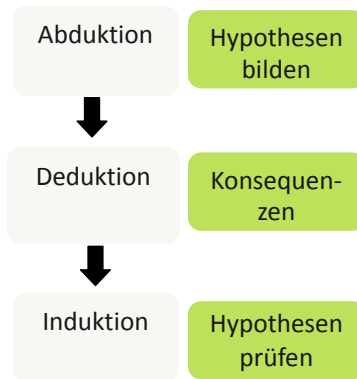 Abduktion
Hypothesen
bilden
Deduktion
Konsequen-
zen
Induktion
Hypothesen
prüfen